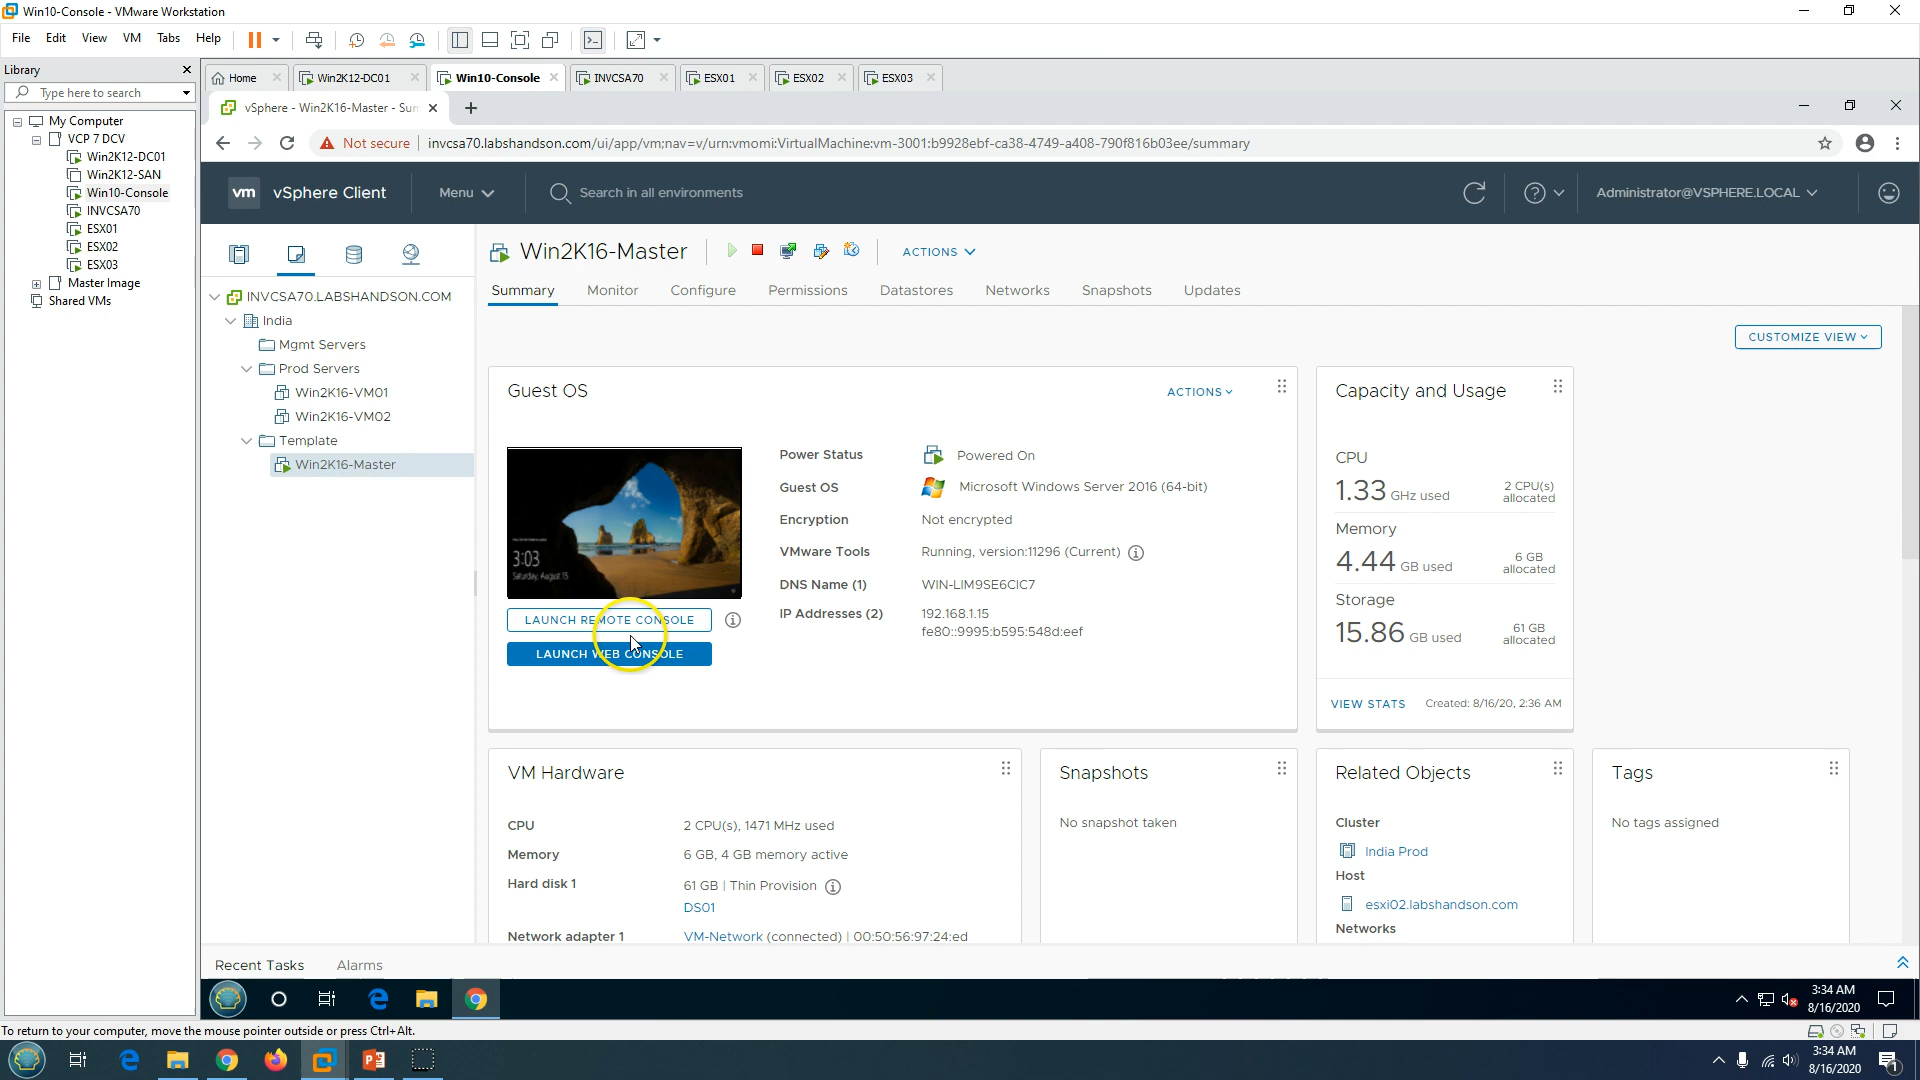 Win10-Console - VMware Workstation
File Edit View VM Tabs Help
Library
Type here to search
My Computer
VCP 7 DCV
Win2K12-DC01
Win2K12-SAN
Win10-Console
INVCSA70
ESX01
ESX02
ESX03
Master Image
Shared VMs
Home Win2K12-DC01 Win10-Console INVCSA70 ESX01 ESX02 ESX03
vSphere - Win2K16-Master - Sum
Not secure invcsa70.labshandson.com/ui/app/vm;nav=v/urn:vmomi:VirtualMachine:vm-3001:b9928ebf-ca38-4749-a408-790f816b03ee/summary
vm vSphere Client Menu Search in all environments Administrator@VSPHERE.LOCAL
INVCSA70.LABSHANDSON.COM
India
Mgmt Servers
Prod Servers
Win2K16-VM01
Win2K16-VM02
Template
Win2K16-Master
Win2K16-Master ACTIONS
Summary Monitor Configure Permissions Datastores Networks Snapshots Updates
CUSTOMIZE VIEW
Guest OS ACTIONS
3:03
Saturday, August 15
LAUNCH REMOTE CONSOLE
LAUNCH WEB CONSOLE
Power Status Powered On
Guest OS Microsoft Windows Server 2016 (64-bit)
Encryption Not encrypted
VMware Tools Running, version:11296 (Current)
DNS Name (1) WIN-LIM9SE6CIC7
IP Addresses (2) 192.168.1.15
fe80::9995:b595:548d:eef
Capacity and Usage
CPU
1.33 GHz used 2 CPU(s) allocated
Memory
4.44 GB used 6 GB allocated
Storage
15.86 GB used 61 GB allocated
VIEW STATS Created: 8/16/20, 2:36 AM
VM Hardware
CPU 2 CPU(s), 1471 MHz used
Memory 6 GB, 4 GB memory active
Hard disk 1 61 GB | Thin Provision
DS01
Network adapter 1 VM-Network (connected) | 00:50:56:97:24:ed
Snapshots
No snapshot taken
Related Objects
Cluster
India Prod
Host
esxi02.labshandson.com
Networks
Tags
No tags assigned
Recent Tasks Alarms
3:34 AM
8/16/2020
To return to your computer, move the mouse pointer outside or press Ctrl+Alt.
3:34 AM
8/16/2020
1